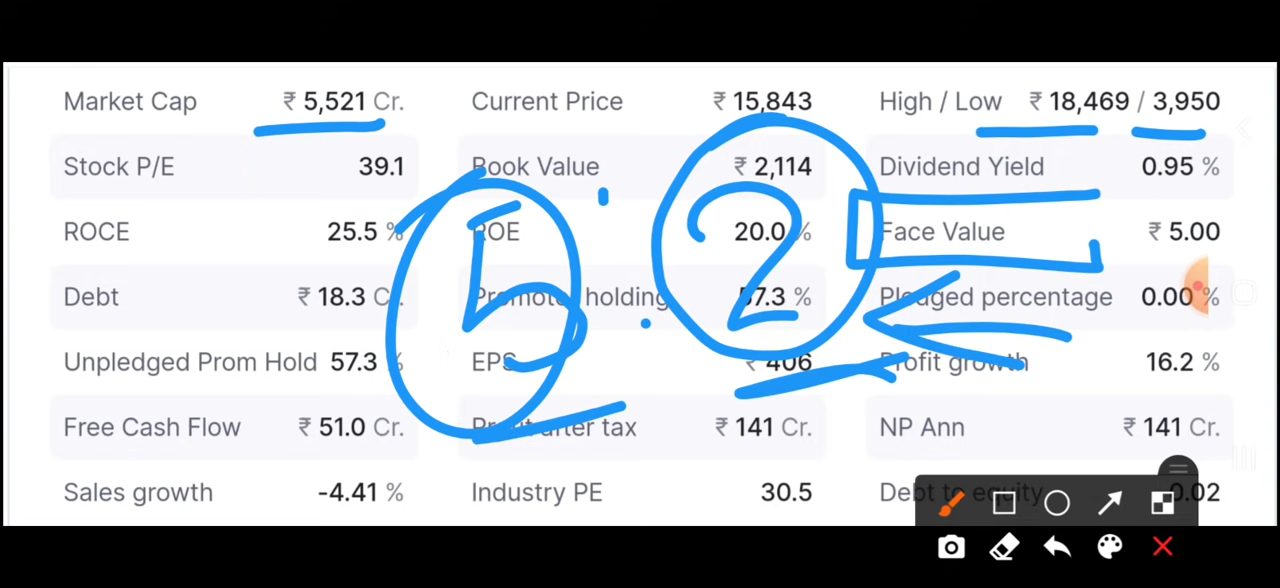 Market Cap ₹ 5,521 Cr. Current Price ₹ 15,843 High / Low ₹ 18,469 / 3,950
Stock P/E 39.1 Book Value ₹ 2,114 Dividend Yield 0.95 %
ROCE 25.5 % ROE 20.0 % Face Value ₹ 5.00
5 : 2
Debt ₹ 18.3 Cr. Promoter holding 57.3 % Pledged percentage 0.00 %
Unpledged Prom Hold 57.3 % EPS ₹ 406 Profit growth 16.2 %
Free Cash Flow ₹ 51.0 Cr. Profit after tax ₹ 141 Cr. NP Ann ₹ 141 Cr.
Sales growth -4.41 % Industry PE 30.5 Debt to equity 0.02